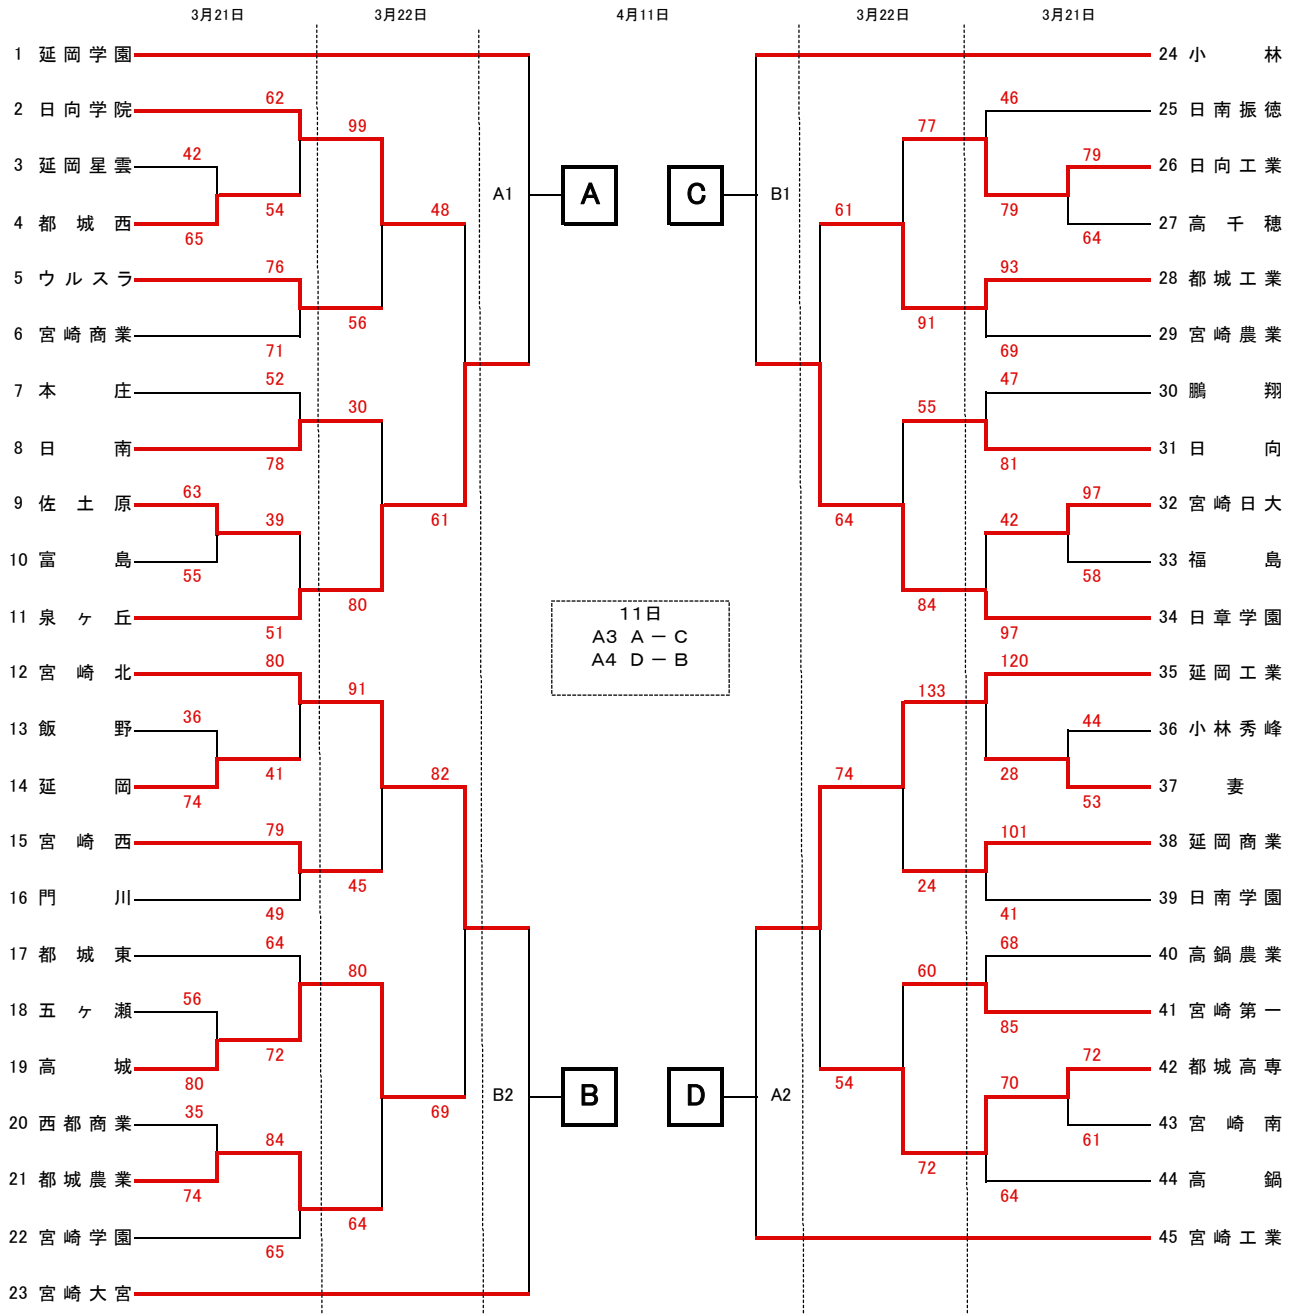 3月21日 3月22日 4月11日 3月22日 3月21日
1 延岡学園
2 日向学院
3 延岡星雲
4 都城西
5 ウルスラ
6 宮崎商業
7 本庄
8 日南
9 佐土原
10 富島
11 泉ヶ丘
12 宮崎北
13 飯野
14 延岡
15 宮崎西
16 門川
17 都城東
18 五ヶ瀬
19 高城
20 西都商業
21 都城農業
22 宮崎学園
23 宮崎大宮
62
42
54
65
76
71
52
78
63
39
55
51
80
36
41
74
79
49
64
56
72
80
35
84
74
65
99
56
30
80
91
45
80
64
48
61
82
69
A1
B2
A
B
C
D
11日
A3 A － C
A4 D － B
B1
A2
61
64
74
54
77
91
55
84
133
24
60
72
46
79
79
64
93
69
47
81
97
42
58
97
120
44
28
53
101
41
68
85
72
70
61
64
24 小林
25 日南振徳
26 日向工業
27 高千穂
28 都城工業
29 宮崎農業
30 鵬翔
31 日向
32 宮崎日大
33 福島
34 日章学園
35 延岡工業
36 小林秀峰
37 妻
38 延岡商業
39 日南学園
40 高鍋農業
41 宮崎第一
42 都城高専
43 宮崎南
44 高鍋
45 宮崎工業